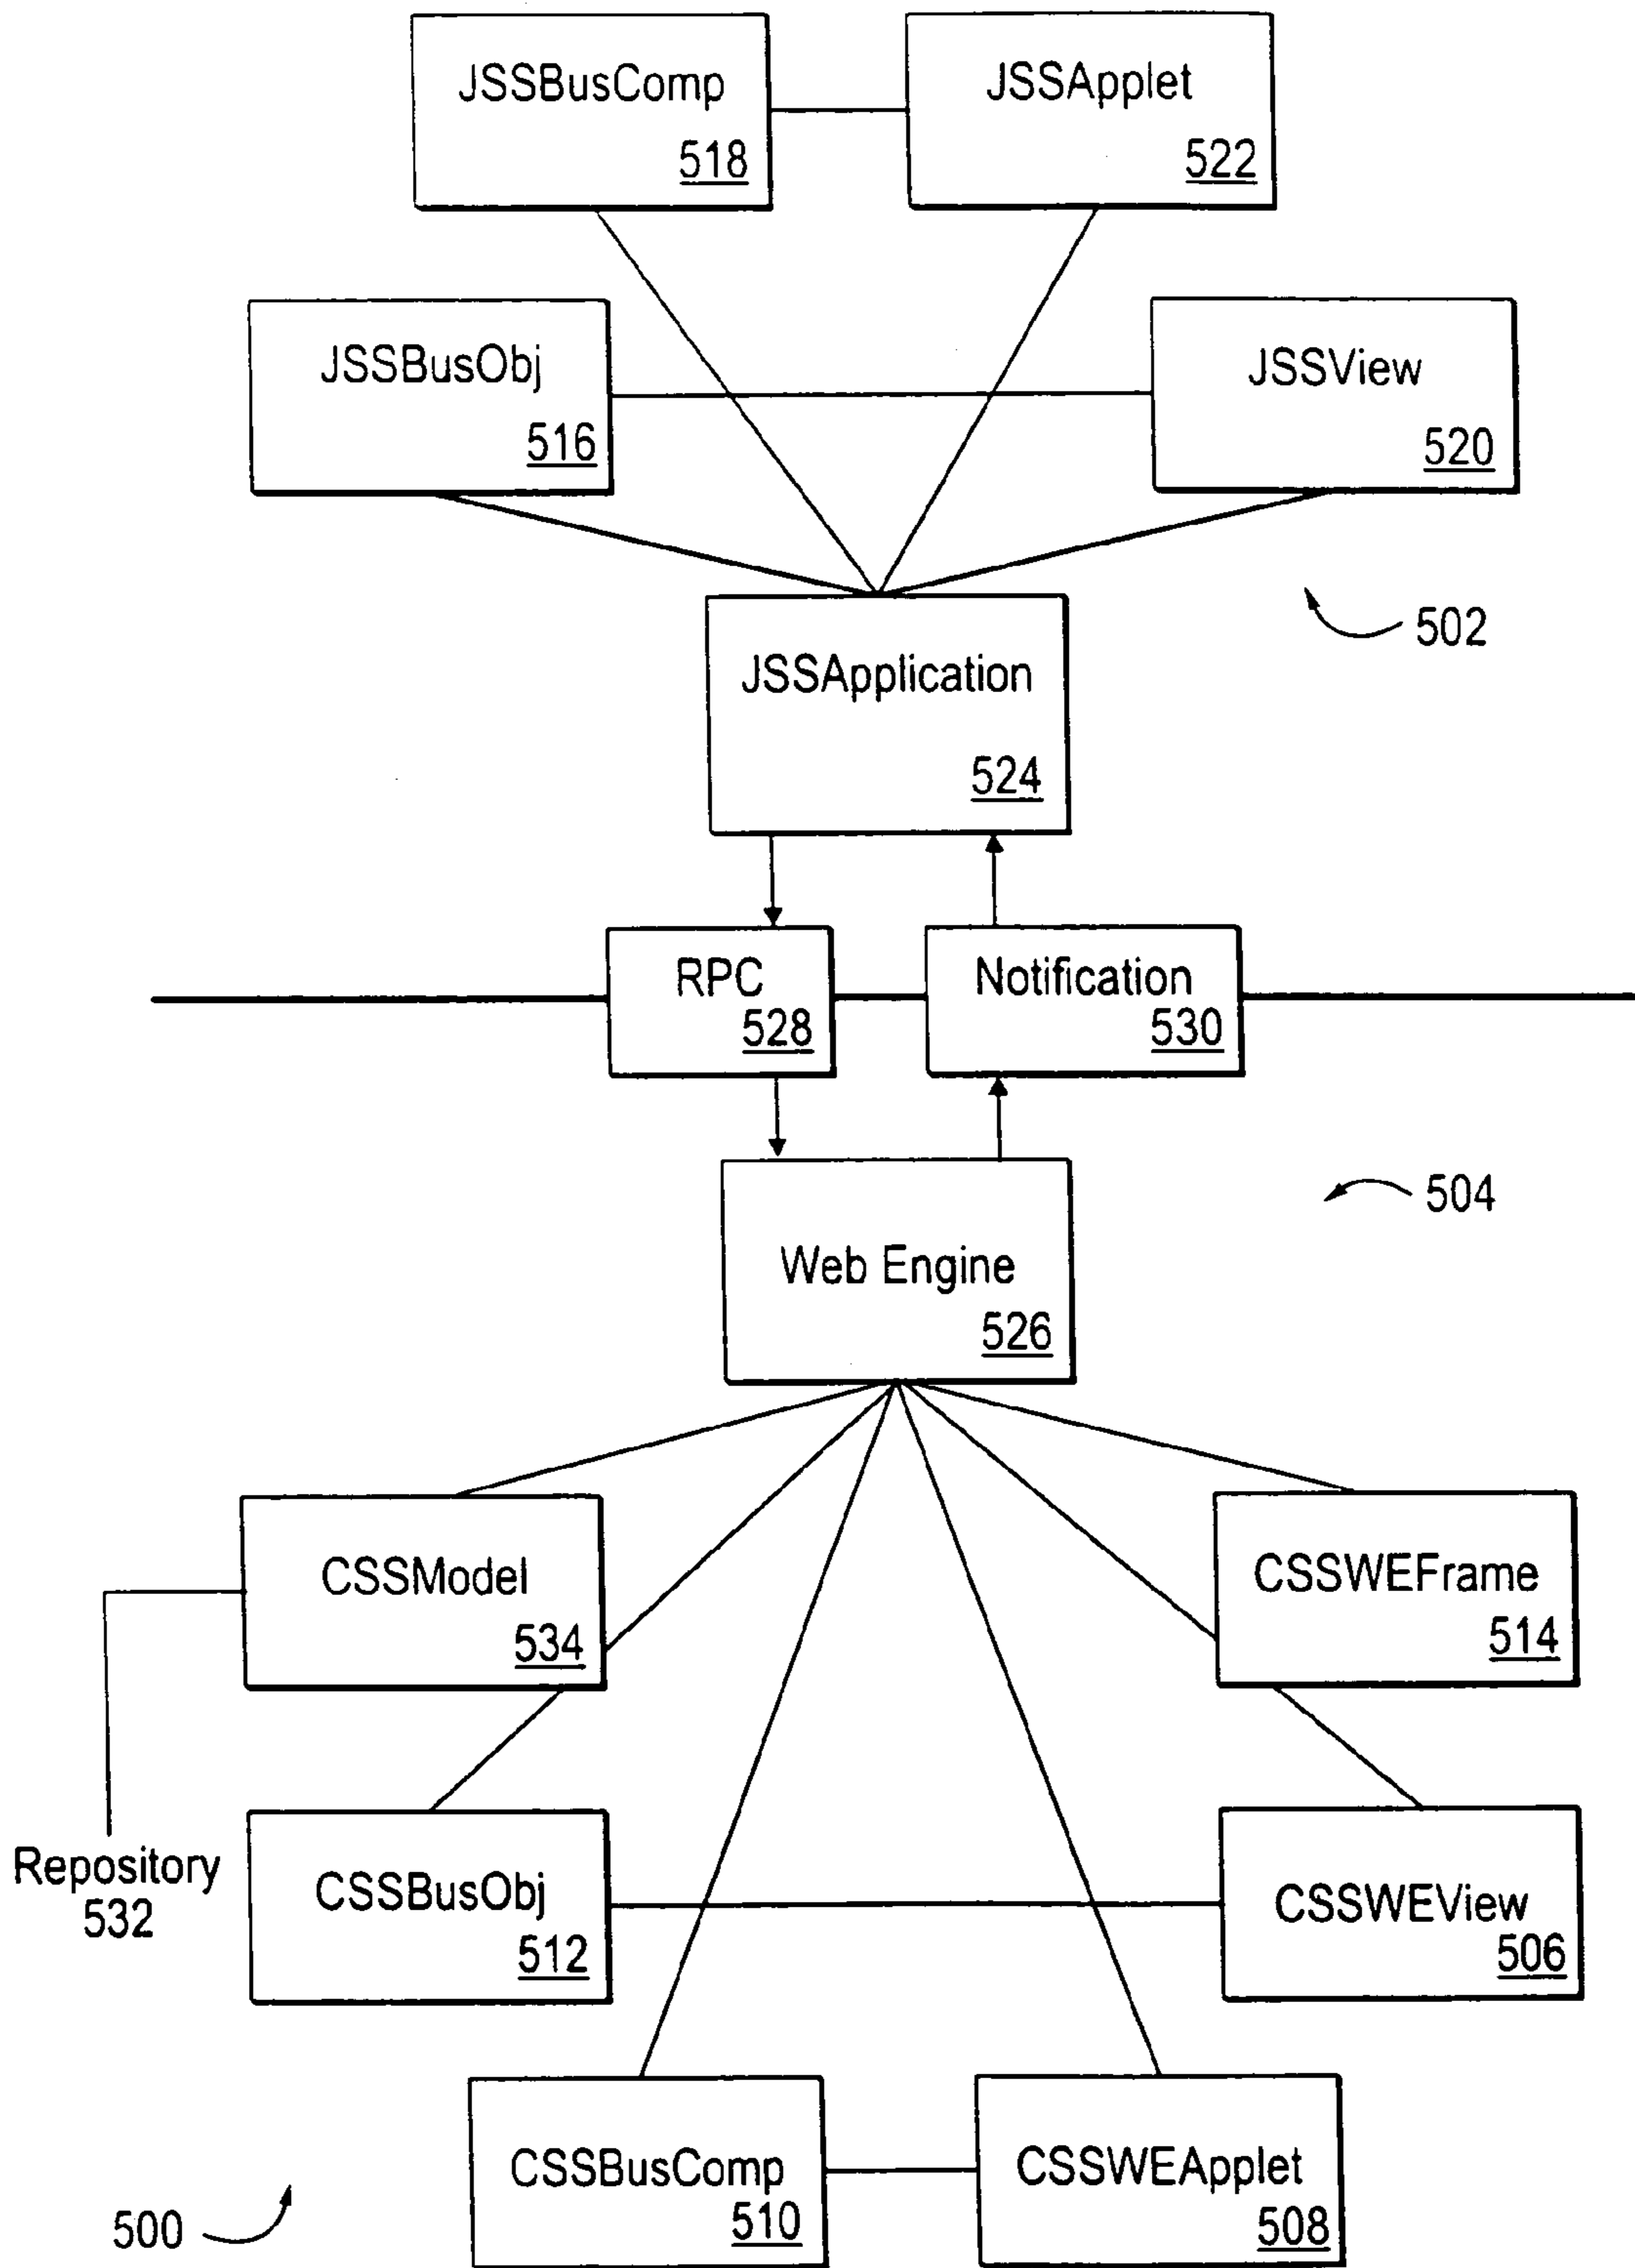 JSSBusComp
518
JSSApplet
522
JSSBusObj
516
JSSView
520
502
JSSApplication
524
RPC
528
Notification
530
504
Web Engine
526
CSSModel
534
CSSWEFrame
514
Repository
532
CSSBusObj
512
CSSWEView
506
CSSBusComp
510
CSSWEApplet
508
500